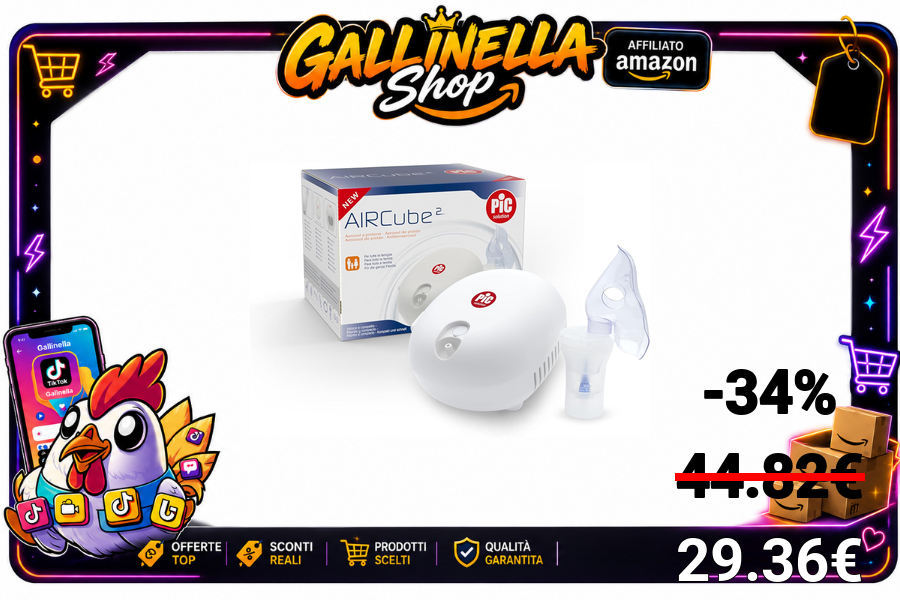 GALLINELLA
Shop
AFFILIATO
amazon
AIRCube²
NEW
AIRCube²
PiC
solution
PiC
Gallinella
TikTok
Gallinella
-34%
44.82€
29.36€
OFFERTE
TOP
SCONTI
REALI
PRODOTTI
SCELTI
QUALITÀ
GARANTITA